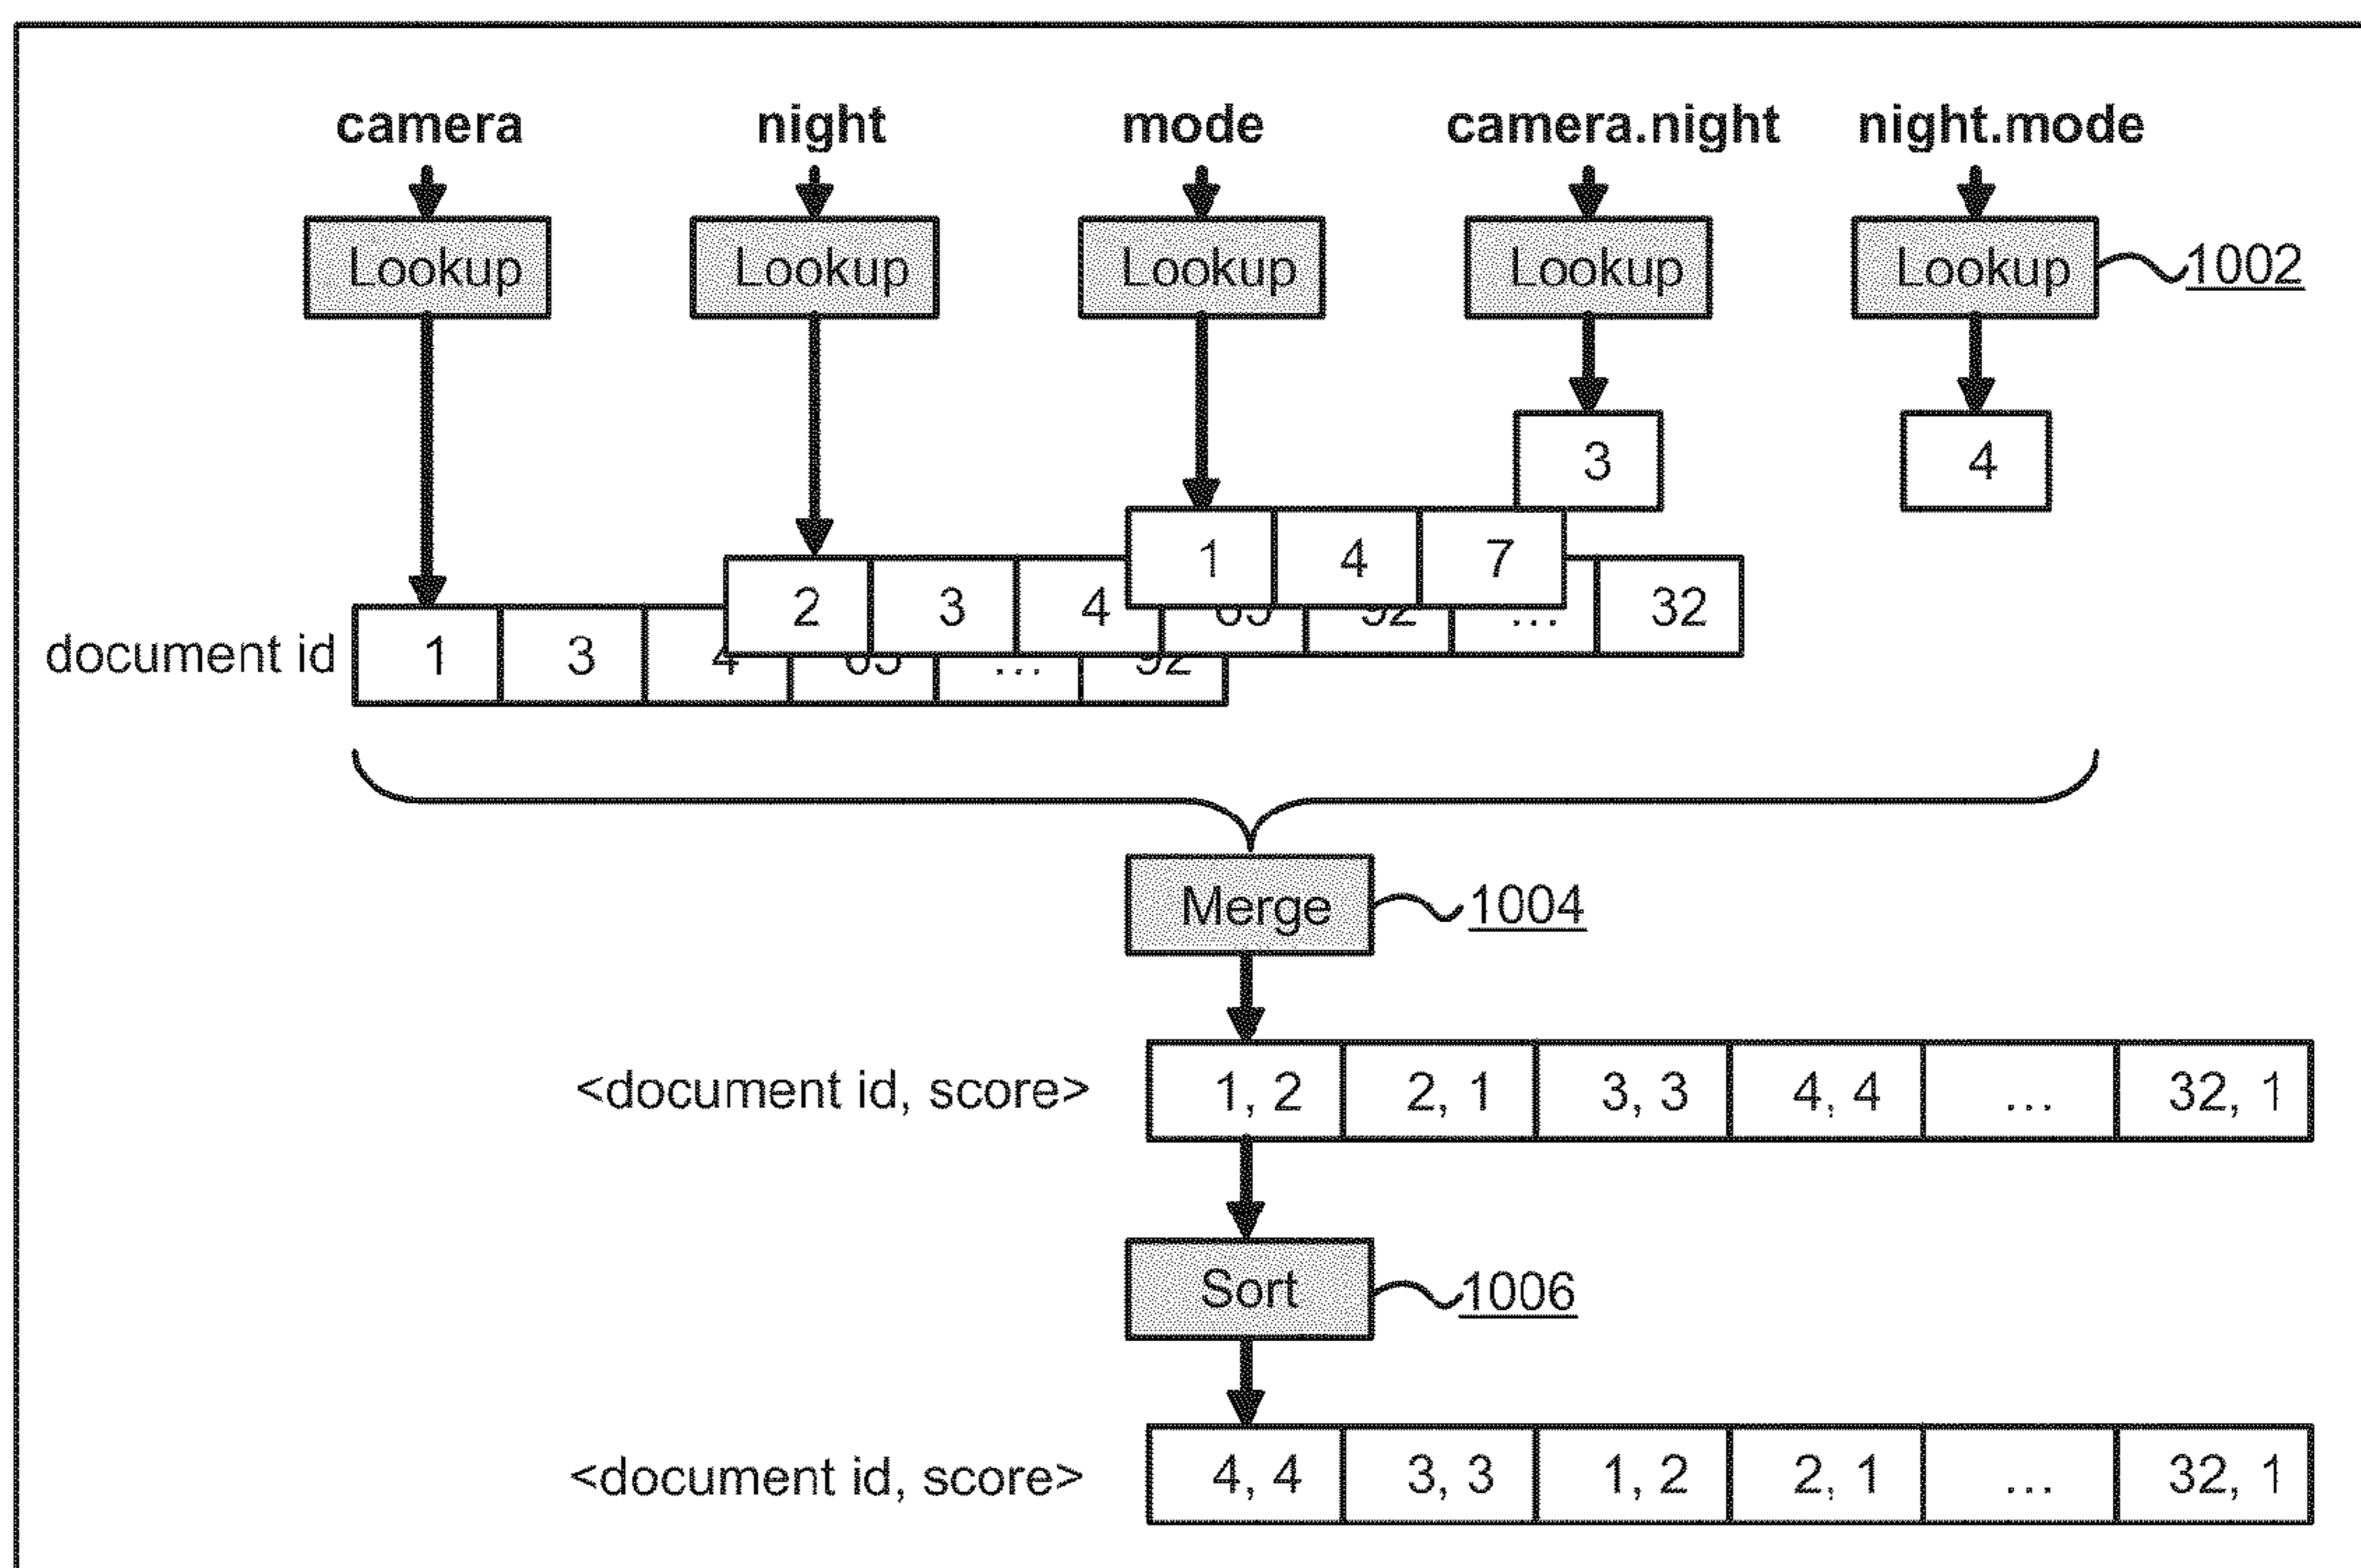 camera night mode camera.night night.mode
Lookup Lookup Lookup Lookup Lookup 1002
3 4
1 4 7
2 3 4 ... 32
document id 1 3 4 ...
Merge 1004
<document id, score> 1, 2 2, 1 3, 3 4, 4 ... 32, 1
Sort 1006
<document id, score> 4, 4 3, 3 1, 2 2, 1 ... 32, 1